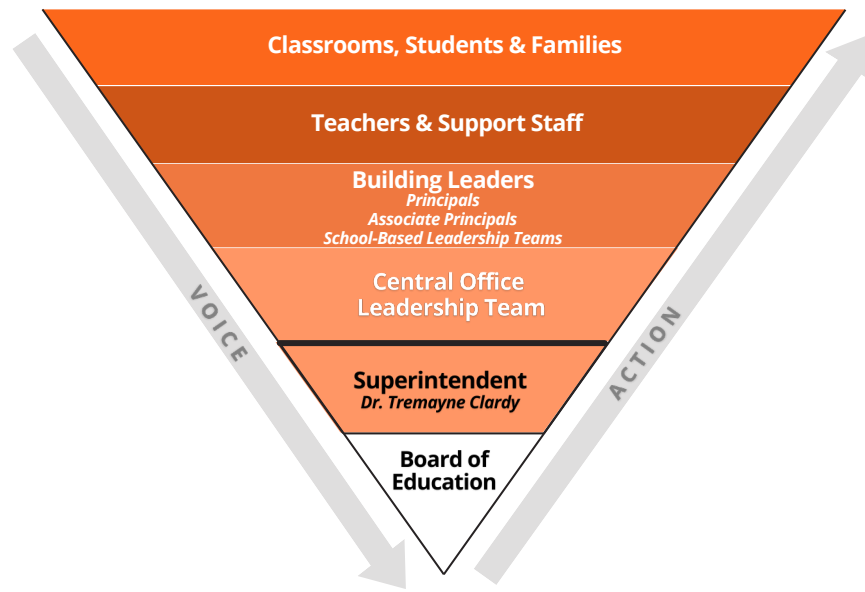 Classrooms, Students & Families
Teachers & Support Staff
Building Leaders
Principals
Associate Principals
School-Based Leadership Teams
Central Office
Leadership Team
VOICE
ACTION
Superintendent
Dr. Tremayne Clardy
Board of
Education